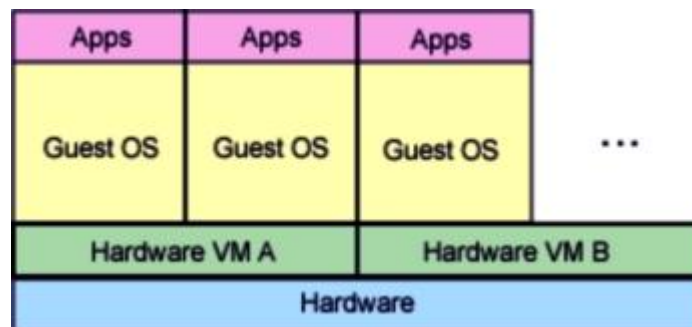 Apps Apps Apps
Guest OS Guest OS Guest OS ...
Hardware VM A Hardware VM B
Hardware